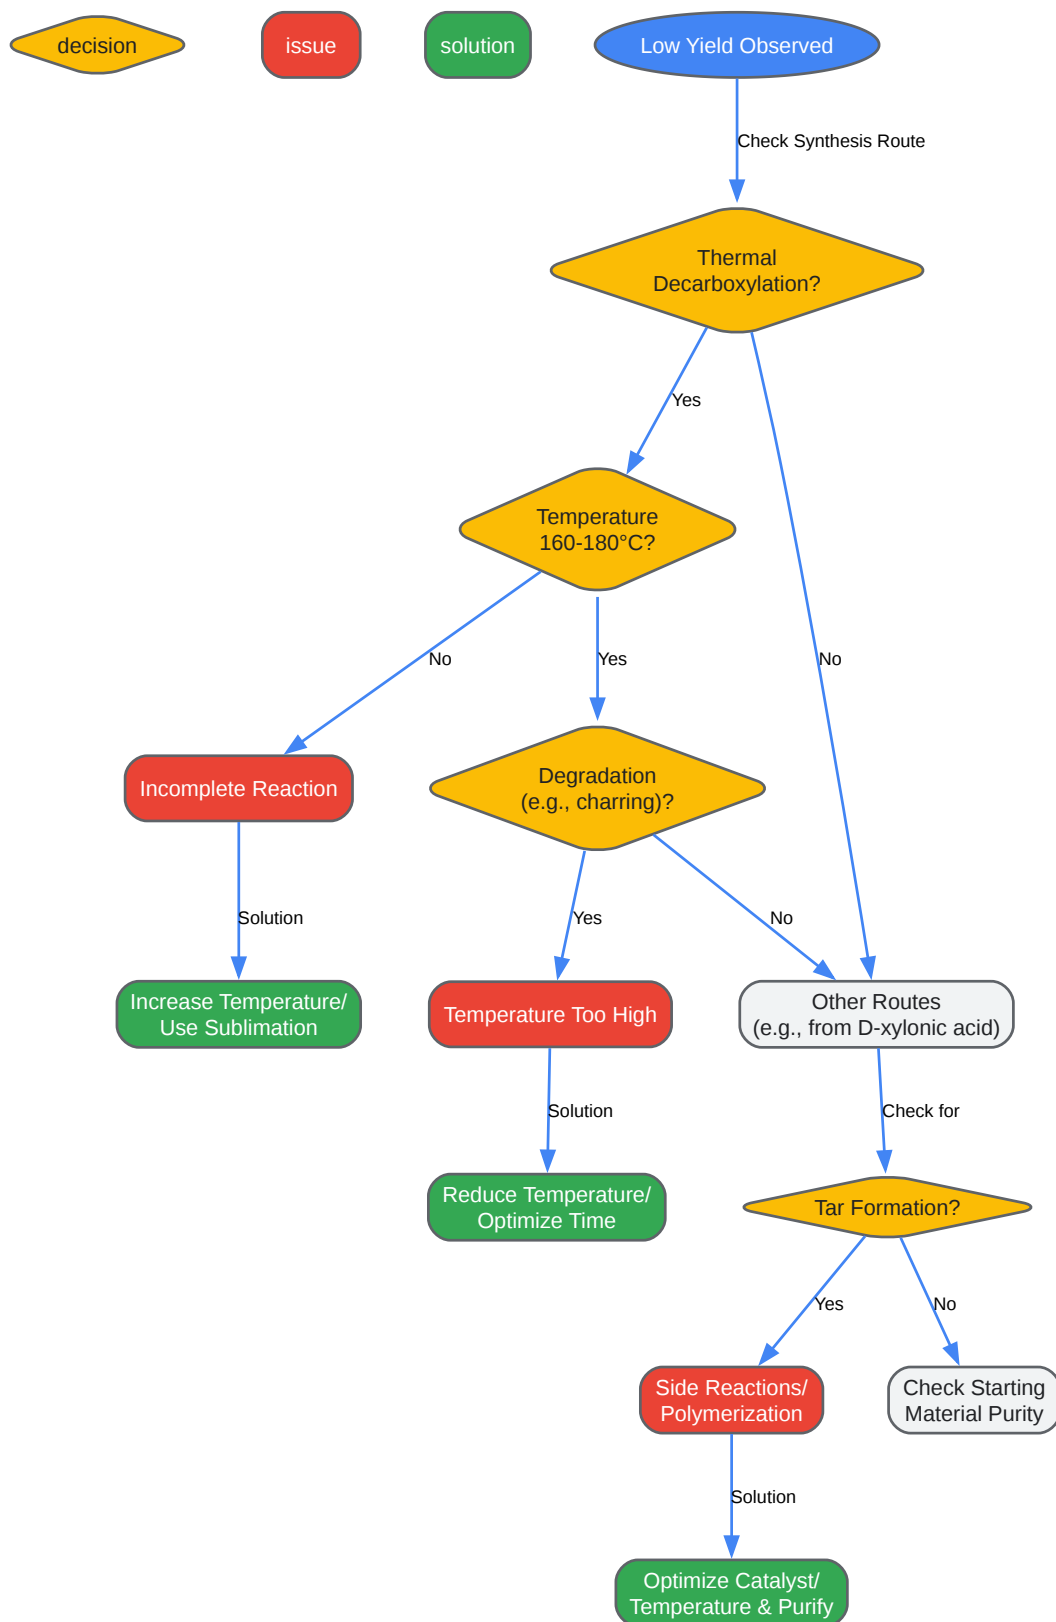 decision
issue
solution
Low Yield Observed
Check Synthesis Route
Thermal
Decarboxylation?
Yes
Temperature
160-180°C?
No
Yes
No
Incomplete Reaction
Degradation
(e.g., charring)?
Solution
Yes
No
Increase Temperature/
Use Sublimation
Temperature Too High
Other Routes
(e.g., from D-xylonic acid)
Solution
Check for
Reduce Temperature/
Optimize Time
Tar Formation?
Yes
No
Side Reactions/
Polymerization
Check Starting
Material Purity
Solution
Optimize Catalyst/
Temperature & Purify